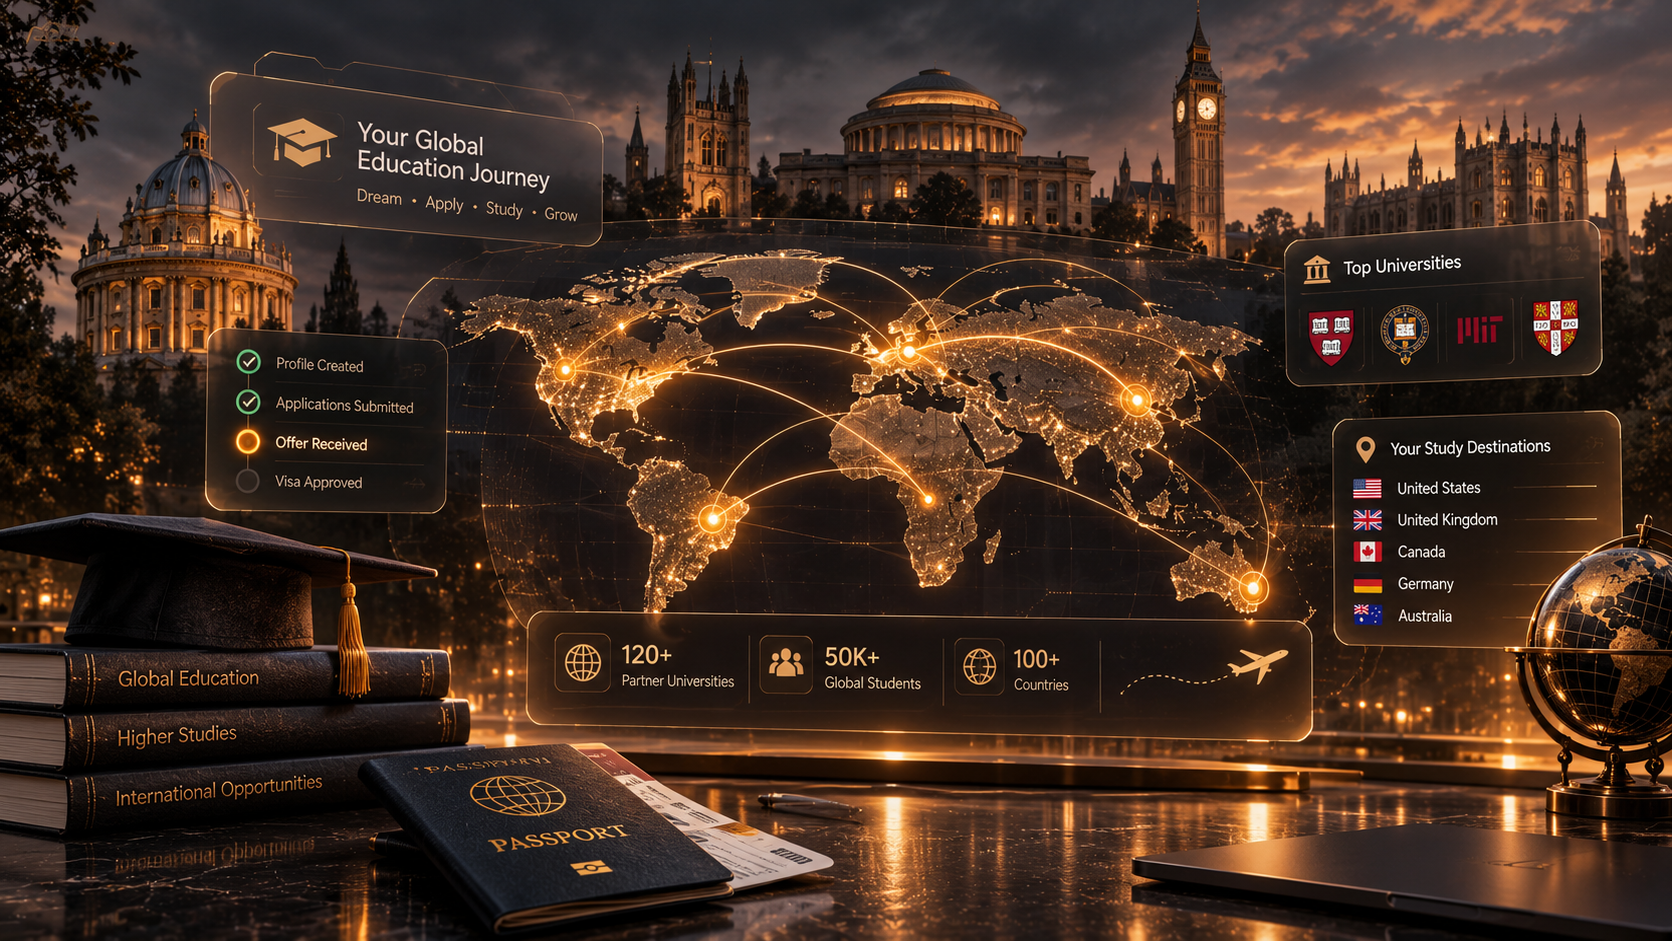 Your Global
Education Journey
Dream • Apply • Study • Grow
Top Universities
MIT
Profile Created
Applications Submitted
Offer Received
Visa Approved
Your Study Destinations
United States
United Kingdom
Canada
Germany
Australia
120+
Partner Universities
50K+
Global Students
100+
Countries
Global Education
Higher Studies
International Opportunities
PASSPORT